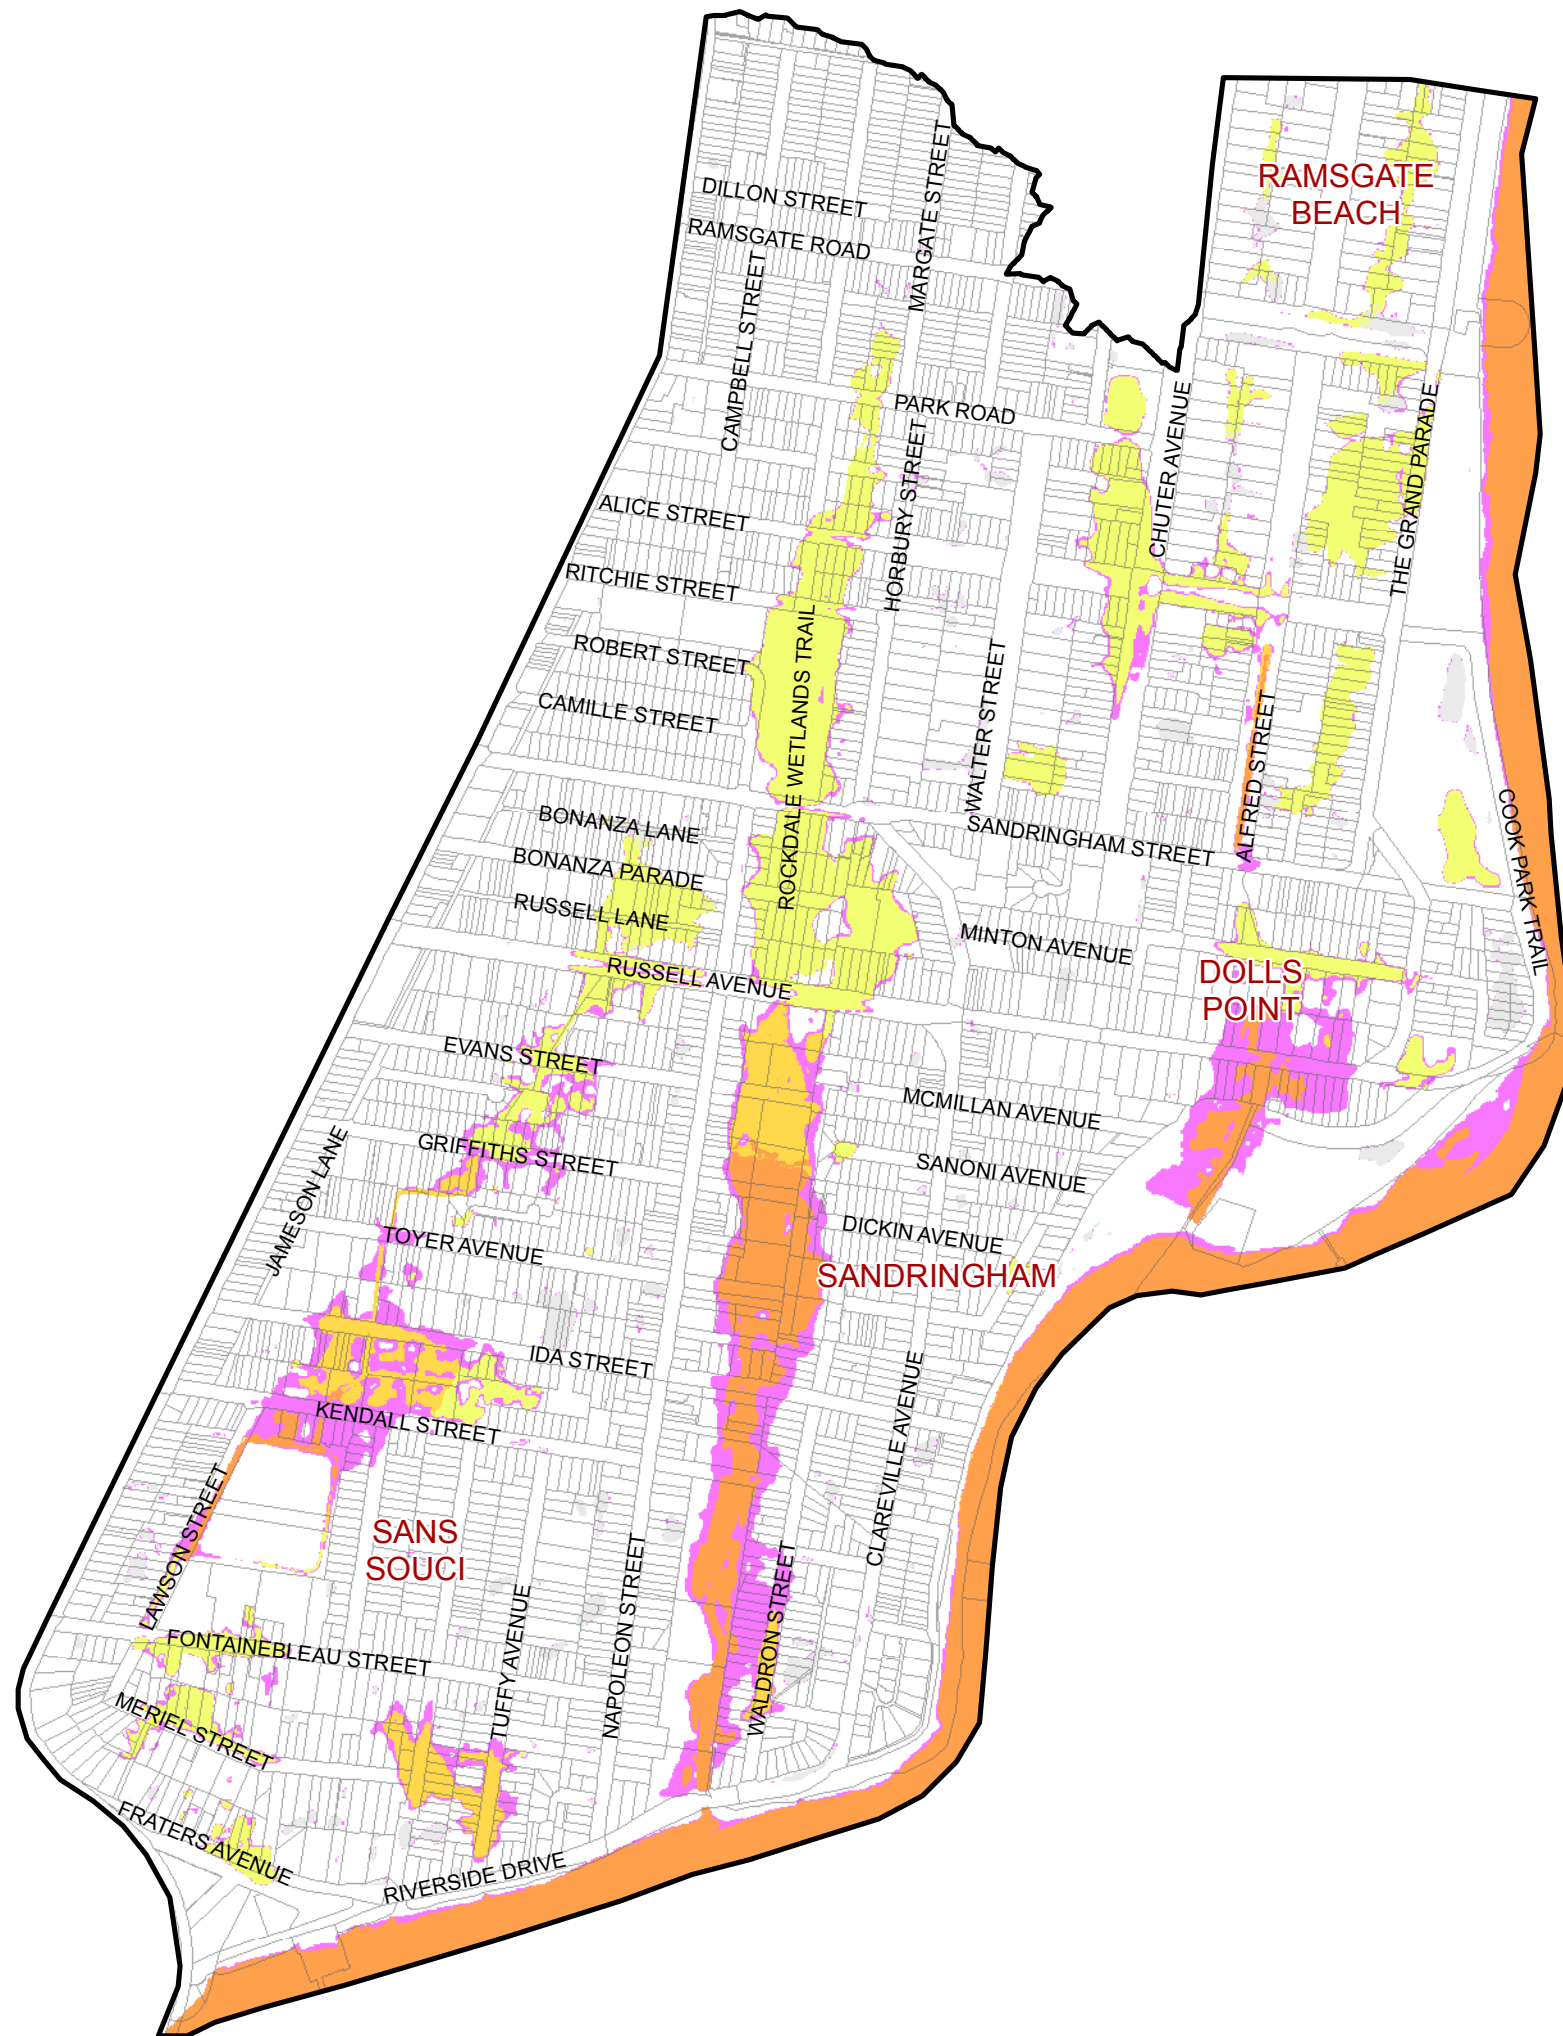 RAMSGATE
BEACH
DILLON STREET
RAMSGATE ROAD
MARGATE STREET
CAMPBELL STREET
PARK ROAD
CHUTER AVENUE
THE GRAND PARADE
HORBURY STREET
ALICE STREET
RITCHIE STREET
ROBERT STREET
ROCKDALE WETLANDS TRAIL
WALTER STREET
CAMILLE STREET
ALFRED STREET
COOK PARK TRAIL
BONANZA LANE
SANDRINGHAM STREET
BONANZA PARADE
RUSSELL LANE
MINTON AVENUE
RUSSELL AVENUE
DOLLS
POINT
EVANS STREET
MCMILLAN AVENUE
GRIFFITHS STREET
SANONI AVENUE
JAMESON LANE
DICKIN AVENUE
TOYER AVENUE
SANDRINGHAM
IDA STREET
KENDALL STREET
CLAREVILLE AVENUE
LAWSON STREET
SANS
SOUCI
TUFFY AVENUE
NAPOLEON STREET
WALDRON STREET
FONTAINEBLEAU STREET
MERIEL STREET
FRATERS AVENUE
RIVERSIDE DRIVE